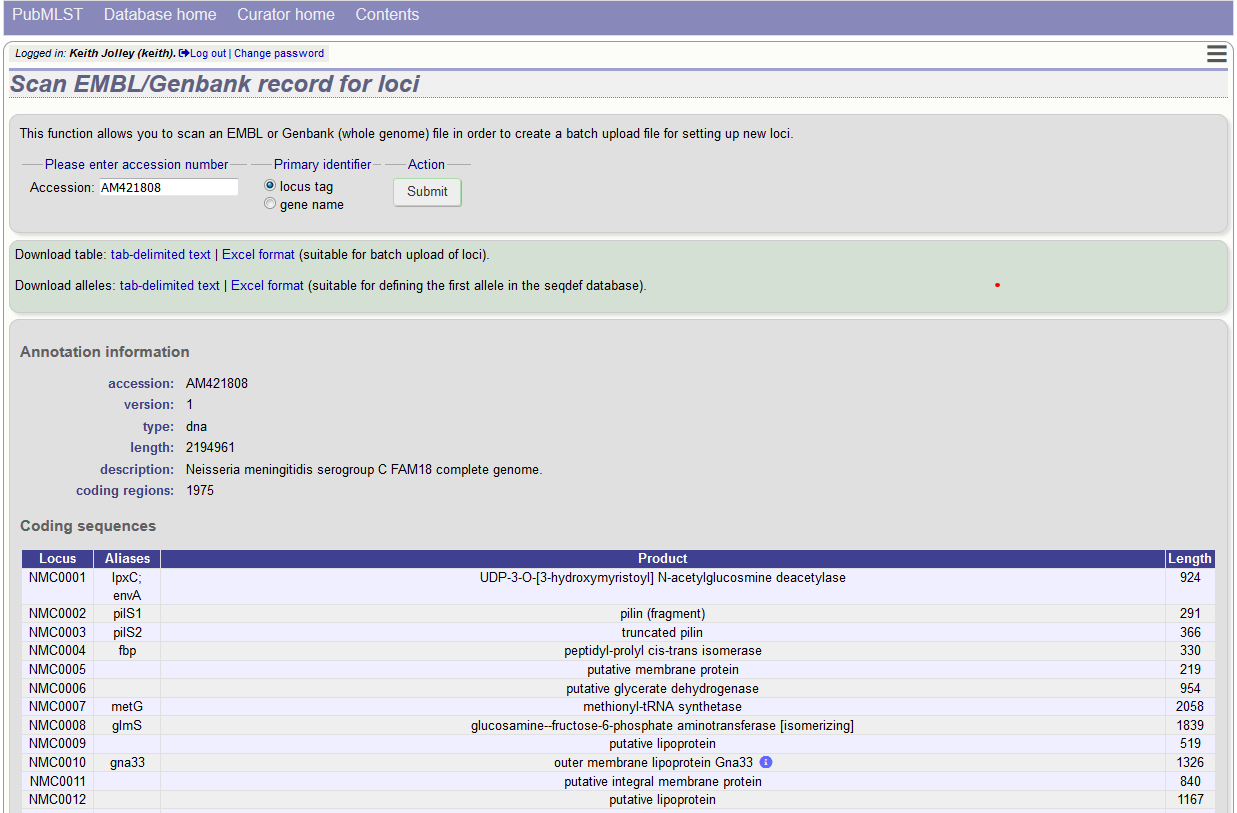 PubMLST Database home Curator home Contents
Logged in: Keith Jolley (keith). Log out | Change password
Scan EMBL/Genbank record for loci
This function allows you to scan an EMBL or Genbank (whole genome) file in order to create a batch upload file for setting up new loci.
Please enter accession number Primary identifier Action
Accession: AM421808 locus tag Submit
gene name
Download table: tab-delimited text | Excel format (suitable for batch upload of loci).
Download alleles: tab-delimited text | Excel format (suitable for defining the first allele in the seqdef database).
Annotation information
accession: AM421808
version: 1
type: dna
length: 2194961
description: Neisseria meningitidis serogroup C FAM18 complete genome.
coding regions: 1975
Coding sequences
Locus Aliases Product Length
NMC0001 lpxC; UDP-3-O-[3-hydroxymyristoyl] N-acetylglucosmine deacetylase 924
envA
NMC0002 pilS1 pilin (fragment) 291
NMC0003 pilS2 truncated pilin 366
NMC0004 fbp peptidyl-prolyl cis-trans isomerase 330
NMC0005 putative membrane protein 219
NMC0006 putative glycerate dehydrogenase 954
NMC0007 metG methionyl-tRNA synthetase 2058
NMC0008 glmS glucosamine--fructose-6-phosphate aminotransferase [isomerizing] 1839
NMC0009 putative lipoprotein 519
NMC0010 gna33 outer membrane lipoprotein Gna33 i 1326
NMC0011 putative integral membrane protein 840
NMC0012 putative lipoprotein 1167